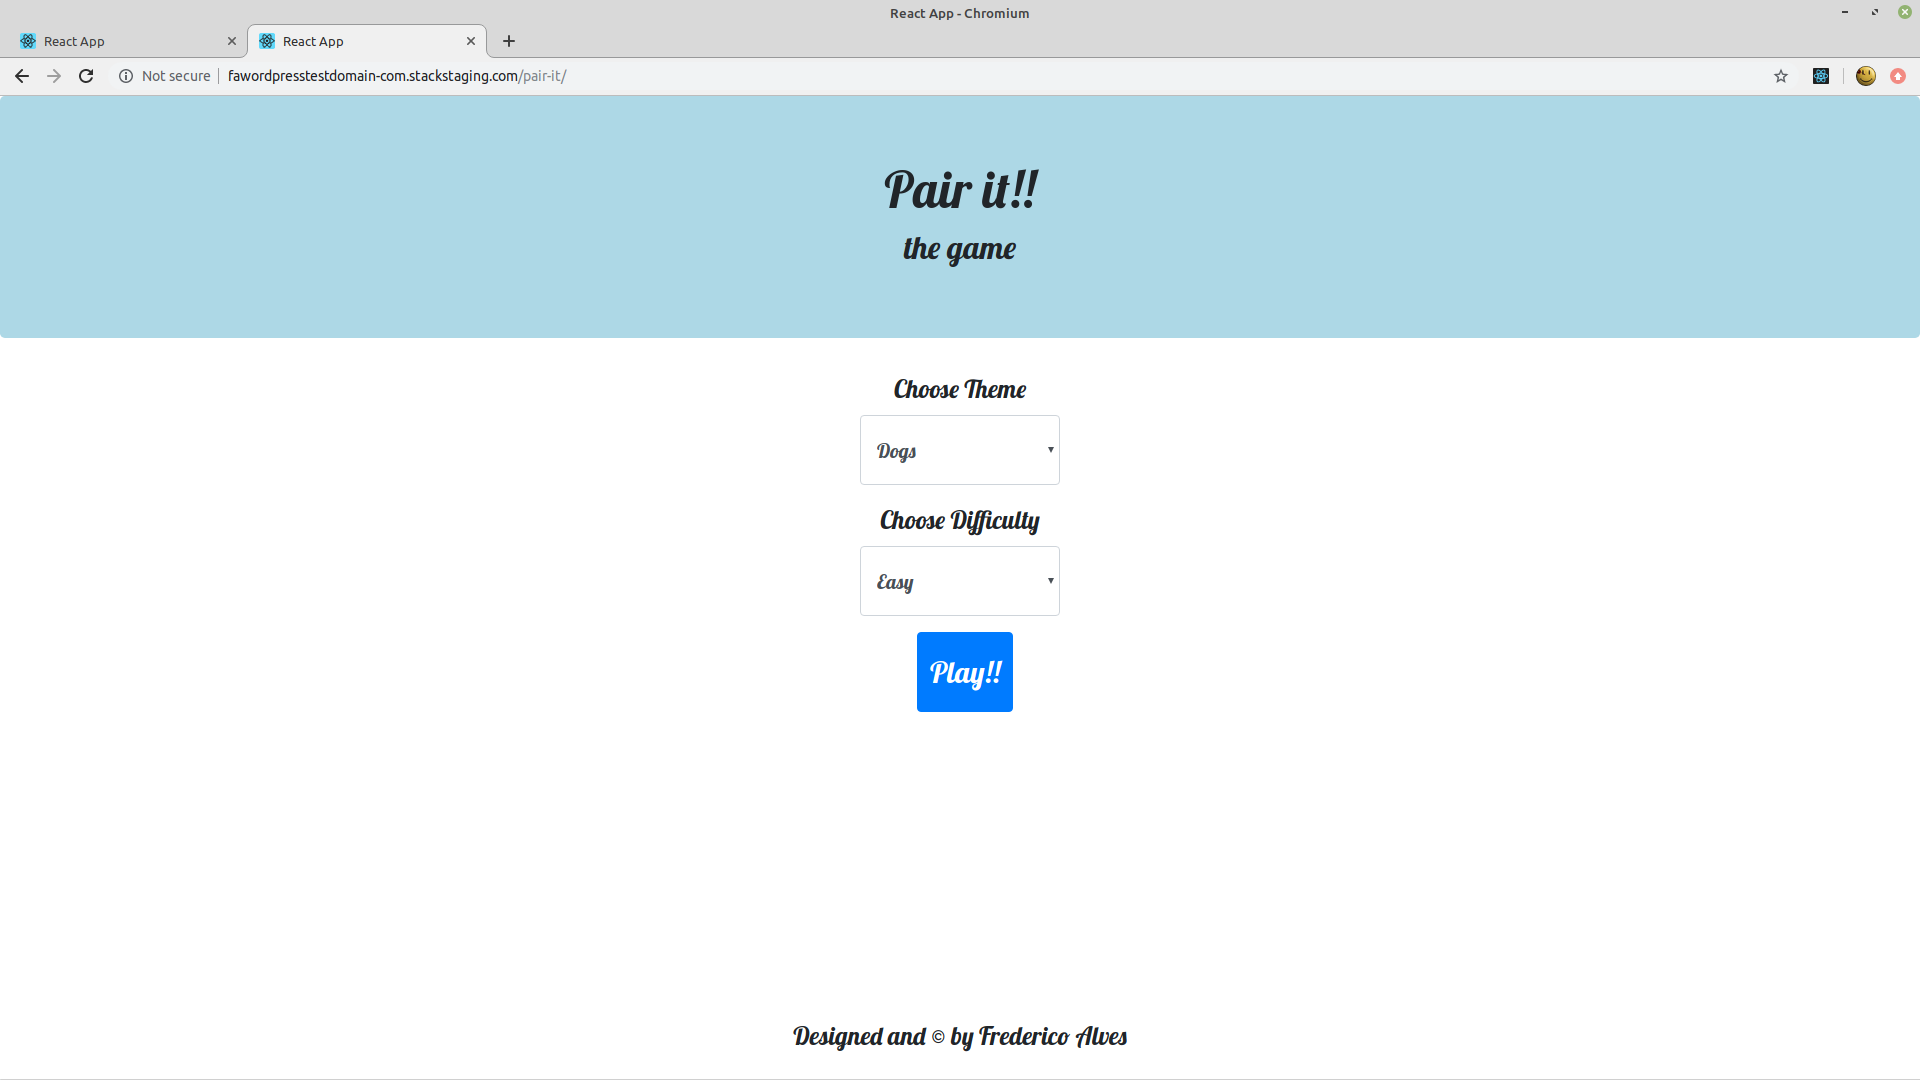 React App - Chromium
React App
React App
Not secure
fawordpresstestdomain-com.stackstaging.com/pair-it/
Pair it!!
the game
Choose Theme
Dogs
Choose Difficulty
Easy
Play!!
Designed and © by Frederico Alves